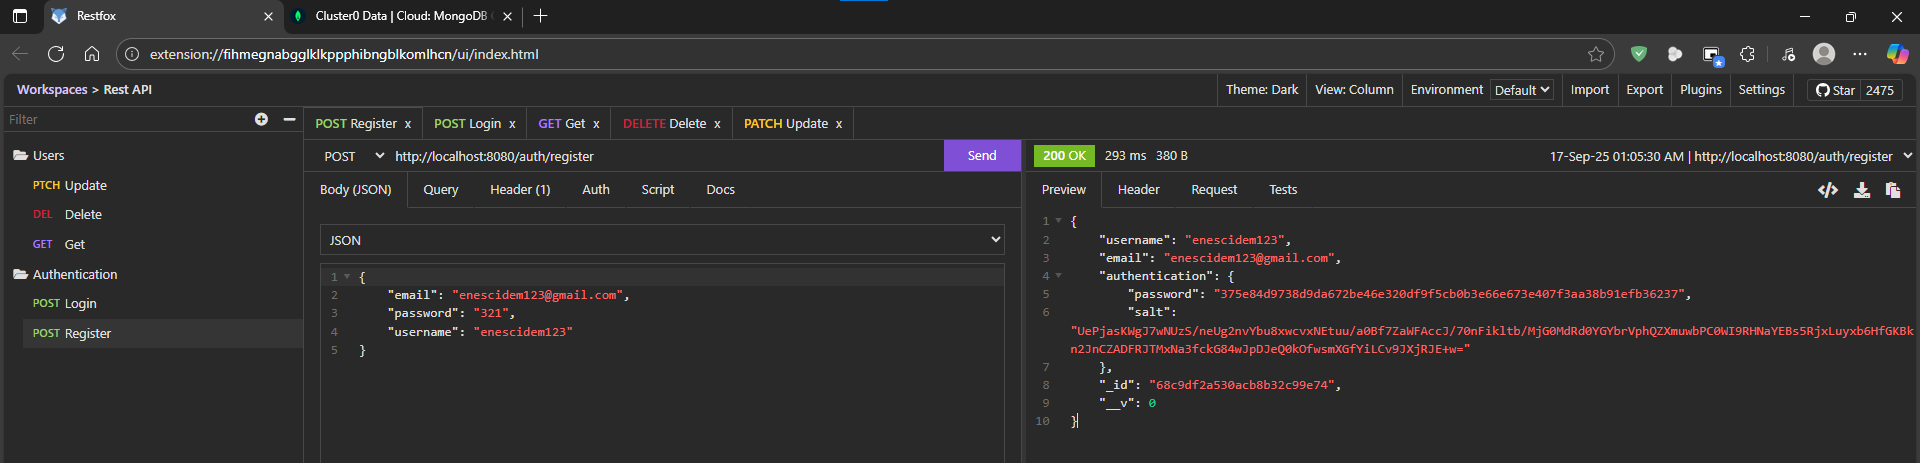 Restfox
Cluster0 Data | Cloud: MongoDB
extension://fihmegnabgglklkppphibngblkomlhcn/ui/index.html
Workspaces > Rest API
Theme: Dark
View: Column
Environment
Default
Import
Export
Plugins
Settings
Star
2475
Filter
Users
PTCH Update
DEL Delete
GET Get
Authentication
POST Login
POST Register
POST Register x
POST Login x
GET Get x
DELETE Delete x
PATCH Update x
POST
http://localhost:8080/auth/register
Send
Body (JSON)
Query
Header (1)
Auth
Script
Docs
JSON
1 {
2 "email": "enescidem123@gmail.com",
3 "password": "321",
4 "username": "enescidem123"
5 }
200 OK
293 ms
380 B
17-Sep-25 01:05:30 AM | http://localhost:8080/auth/register
Preview
Header
Request
Tests
1 {
2 "username": "enescidem123",
3 "email": "enescidem123@gmail.com",
4 "authentication": {
5 "password": "375e84d9738d9da672be46e320df9f5cb0b3e66e673e407f3aa38b91efb36237",
6 "salt":
"UePjasKWgJ7wNUzS/neUg2nvYbu8xwcvxNEtuu/a0Bf7ZaWFAccJ/70nFikltb/MjG0MdRd0YGYbrVphQZXmuwbPC0WI9RHNaYEBs5RjxLuyxb6HfGKBk
n2JnCZADFRJTMxNa3fckG84wJpDJeQ0kOfwsmXGfYiLCv9JXjRJE+w="
7 },
8 "_id": "68c9df2a530acb8b32c99e74",
9 "__v": 0
10 }